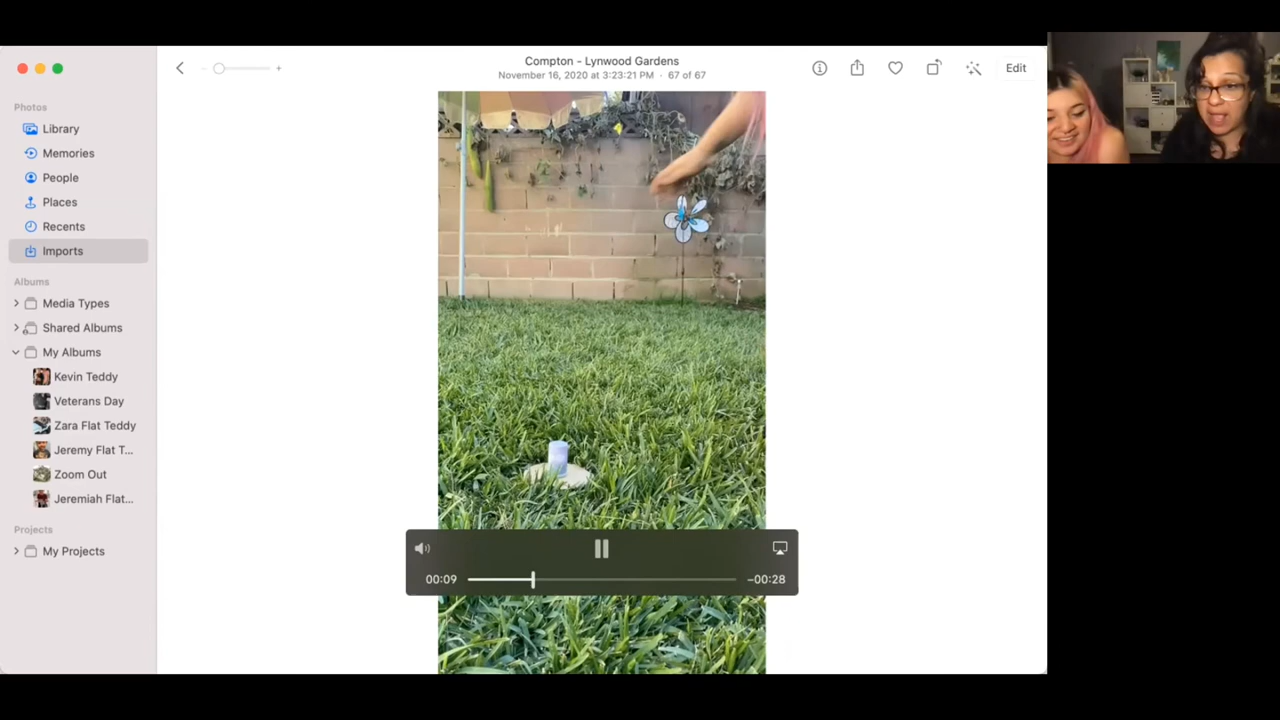 Compton - Lynwood Gardens
November 16, 2020 at 3:23:21 PM · 67 of 67
Edit
Photos
Library
Memories
People
Places
Recents
Imports
Albums
Media Types
Shared Albums
My Albums
Kevin Teddy
Veterans Day
Zara Flat Teddy
Jeremy Flat T...
Zoom Out
Jeremiah Flat...
Projects
My Projects
00:09
−00:28